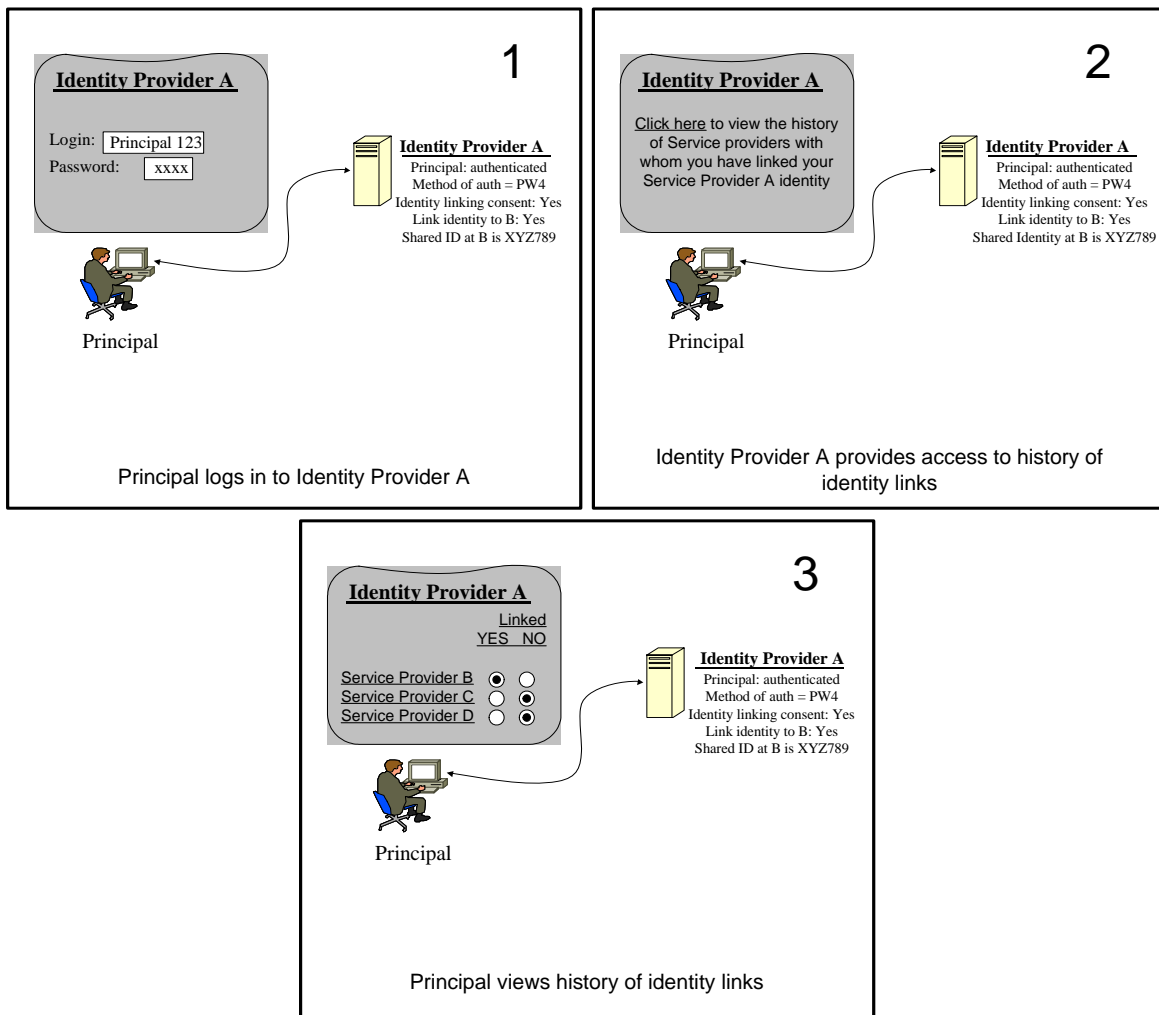 1
Identity Provider A
Login: Principal 123
Password: xxxx
Identity Provider A
Principal: authenticated
Method of auth = PW4
Identity linking consent: Yes
Link identity to B: Yes
Shared ID at B is XYZ789
Principal
Principal logs in to Identity Provider A
2
Identity Provider A
Click here to view the history
of Service providers with
whom you have linked your
Service Provider A identity
Identity Provider A
Principal: authenticated
Method of auth = PW4
Identity linking consent: Yes
Link identity to B: Yes
Shared Identity at B is XYZ789
Principal
Identity Provider A provides access to history of
identity links
3
Identity Provider A
Linked
YES NO
Service Provider B
Service Provider C
Service Provider D
Identity Provider A
Principal: authenticated
Method of auth = PW4
Identity linking consent: Yes
Link identity to B: Yes
Shared ID at B is XYZ789
Principal
Principal views history of identity links